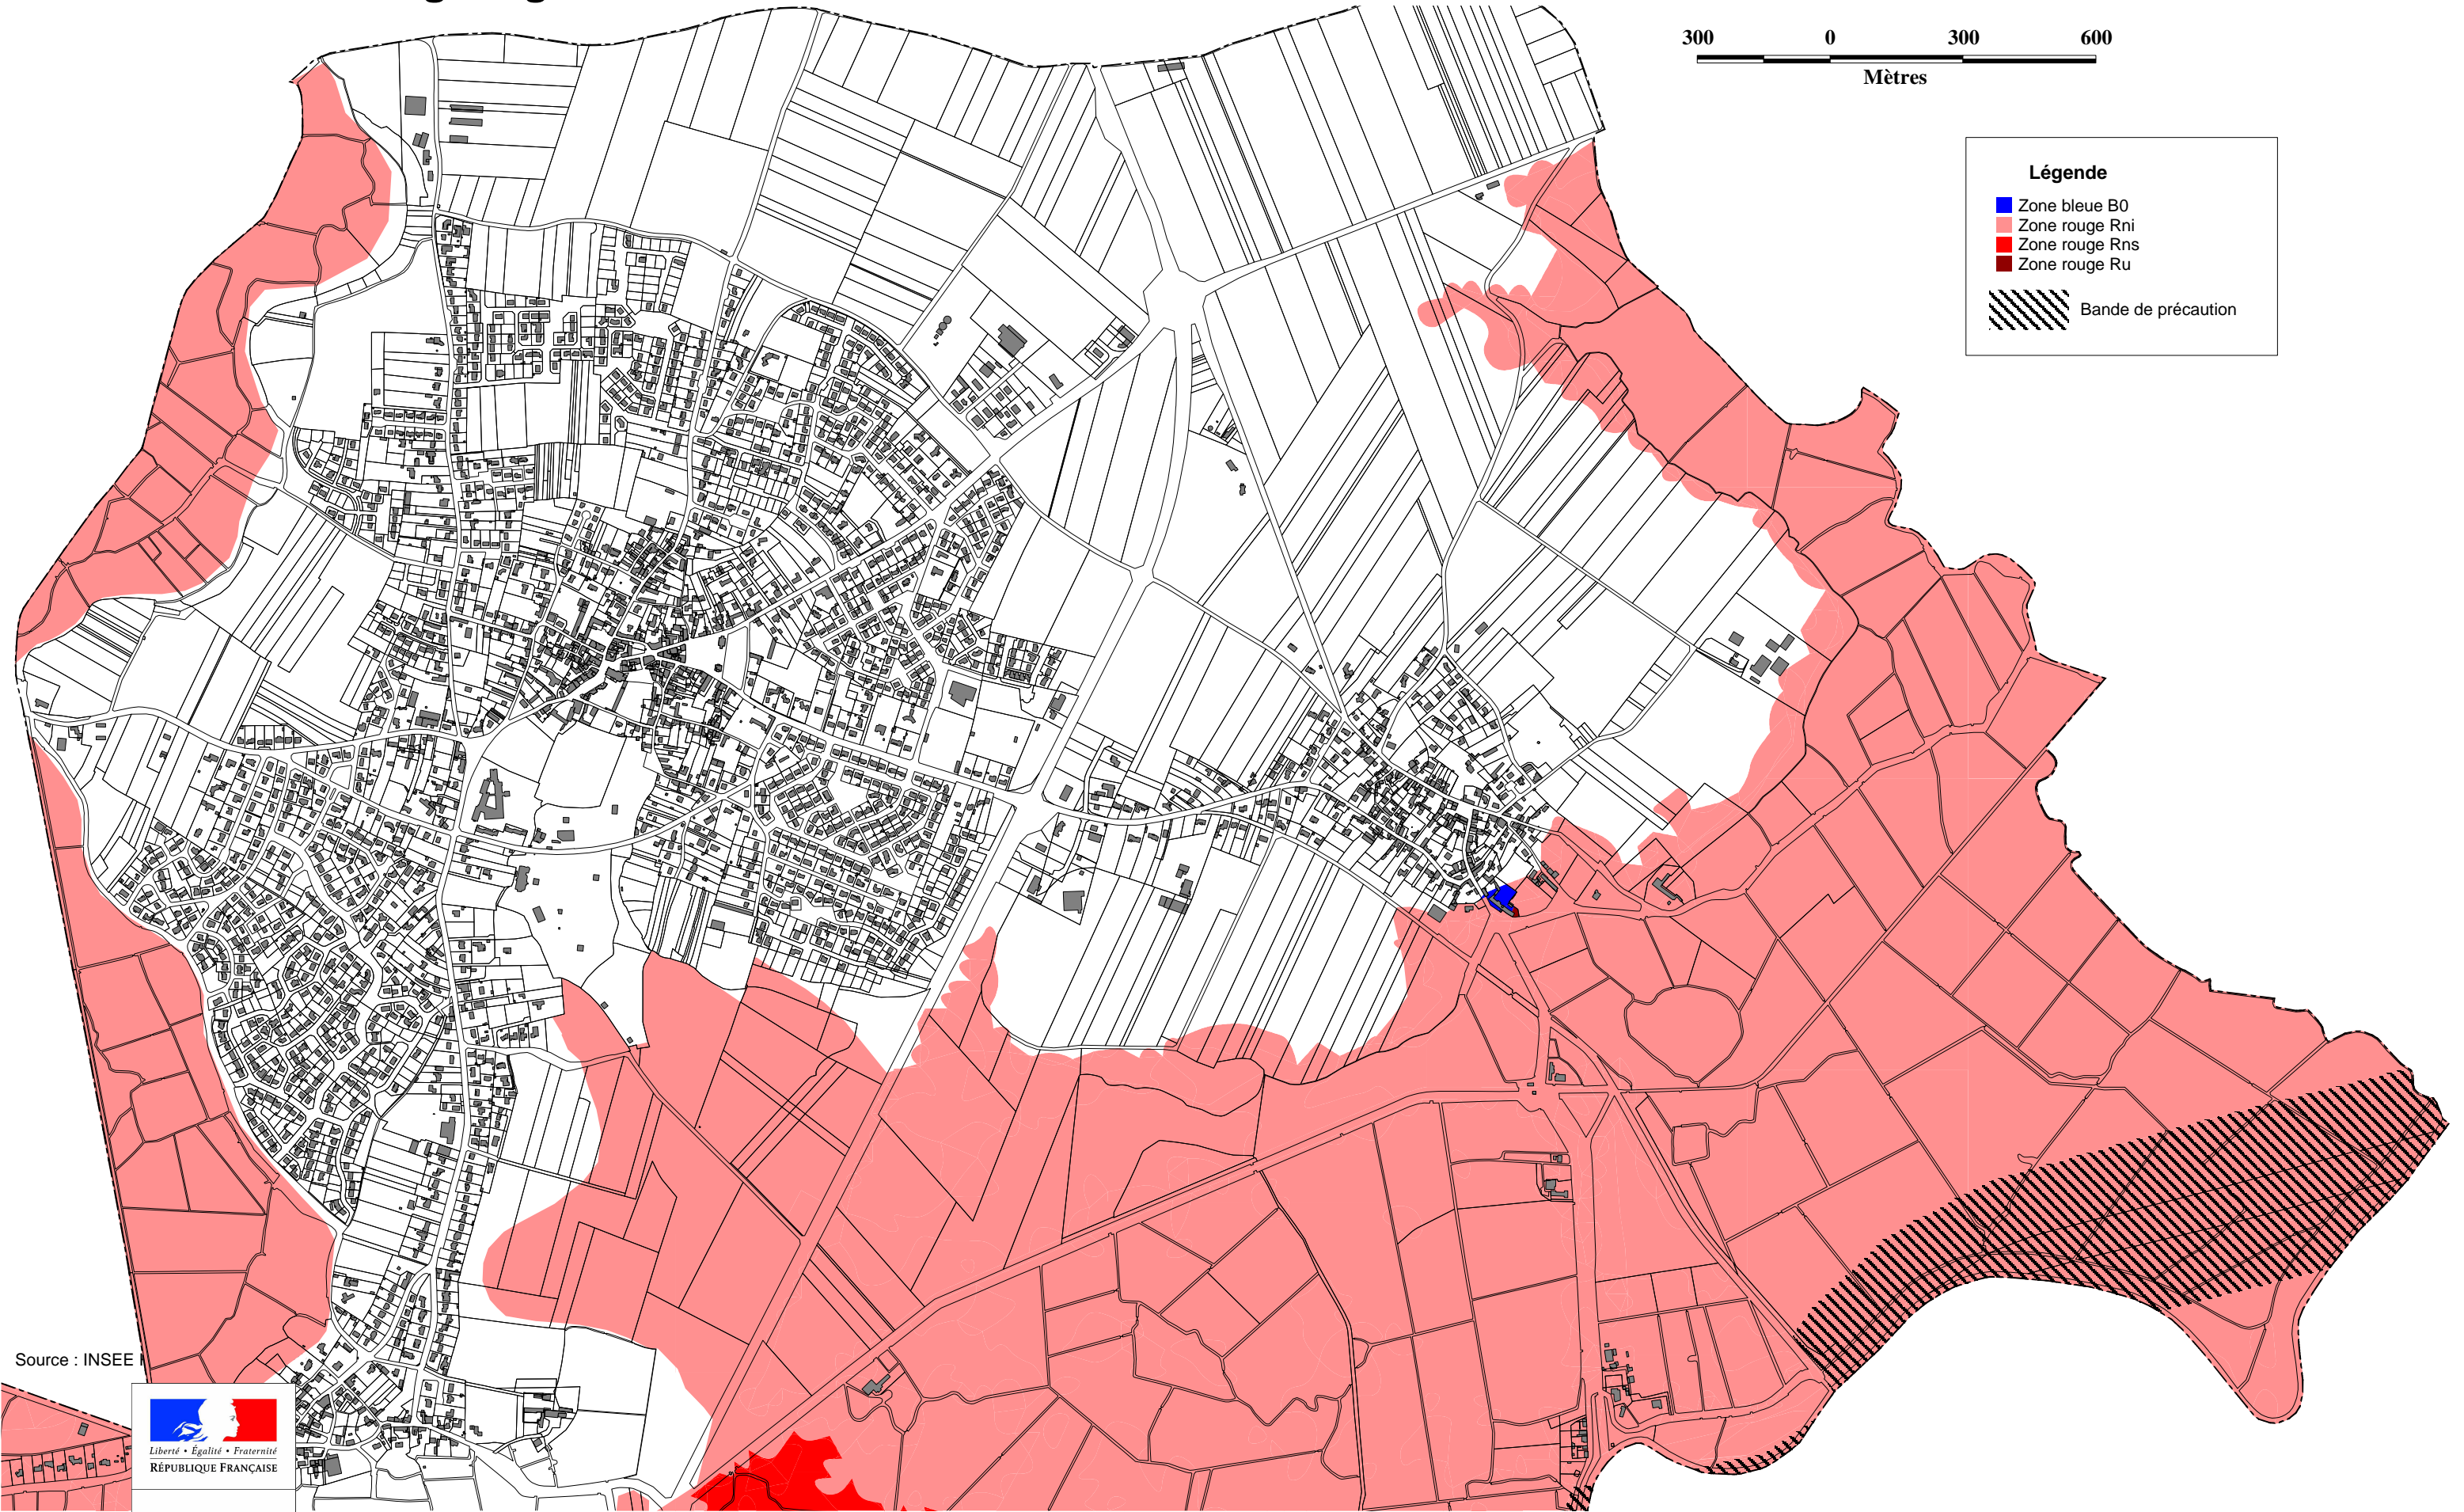 300 0 300 600
Mètres
Légende
Zone bleue B0
Zone rouge Rni
Zone rouge Rns
Zone rouge Ru
Bande de précaution
Source : INSEE
Liberté • Égalité • Fraternité
RÉPUBLIQUE FRANÇAISE